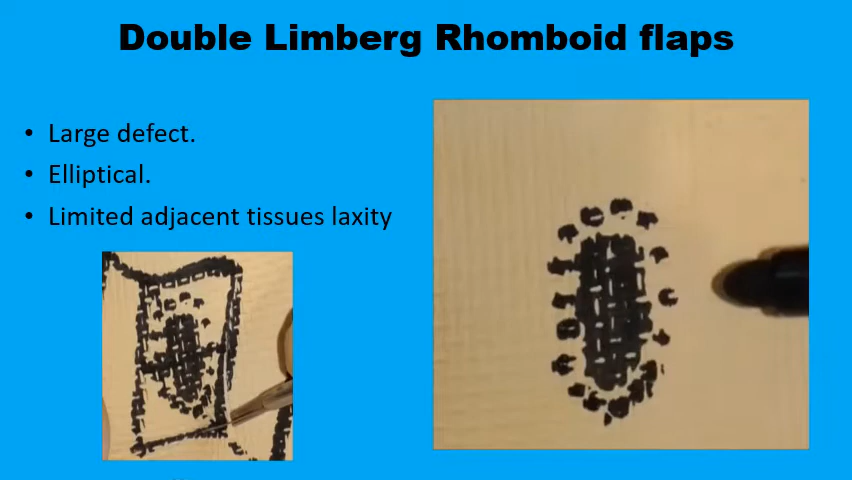 Double Limberg Rhomboid flaps
• Large defect.
• Elliptical.
• Limited adjacent tissues laxity